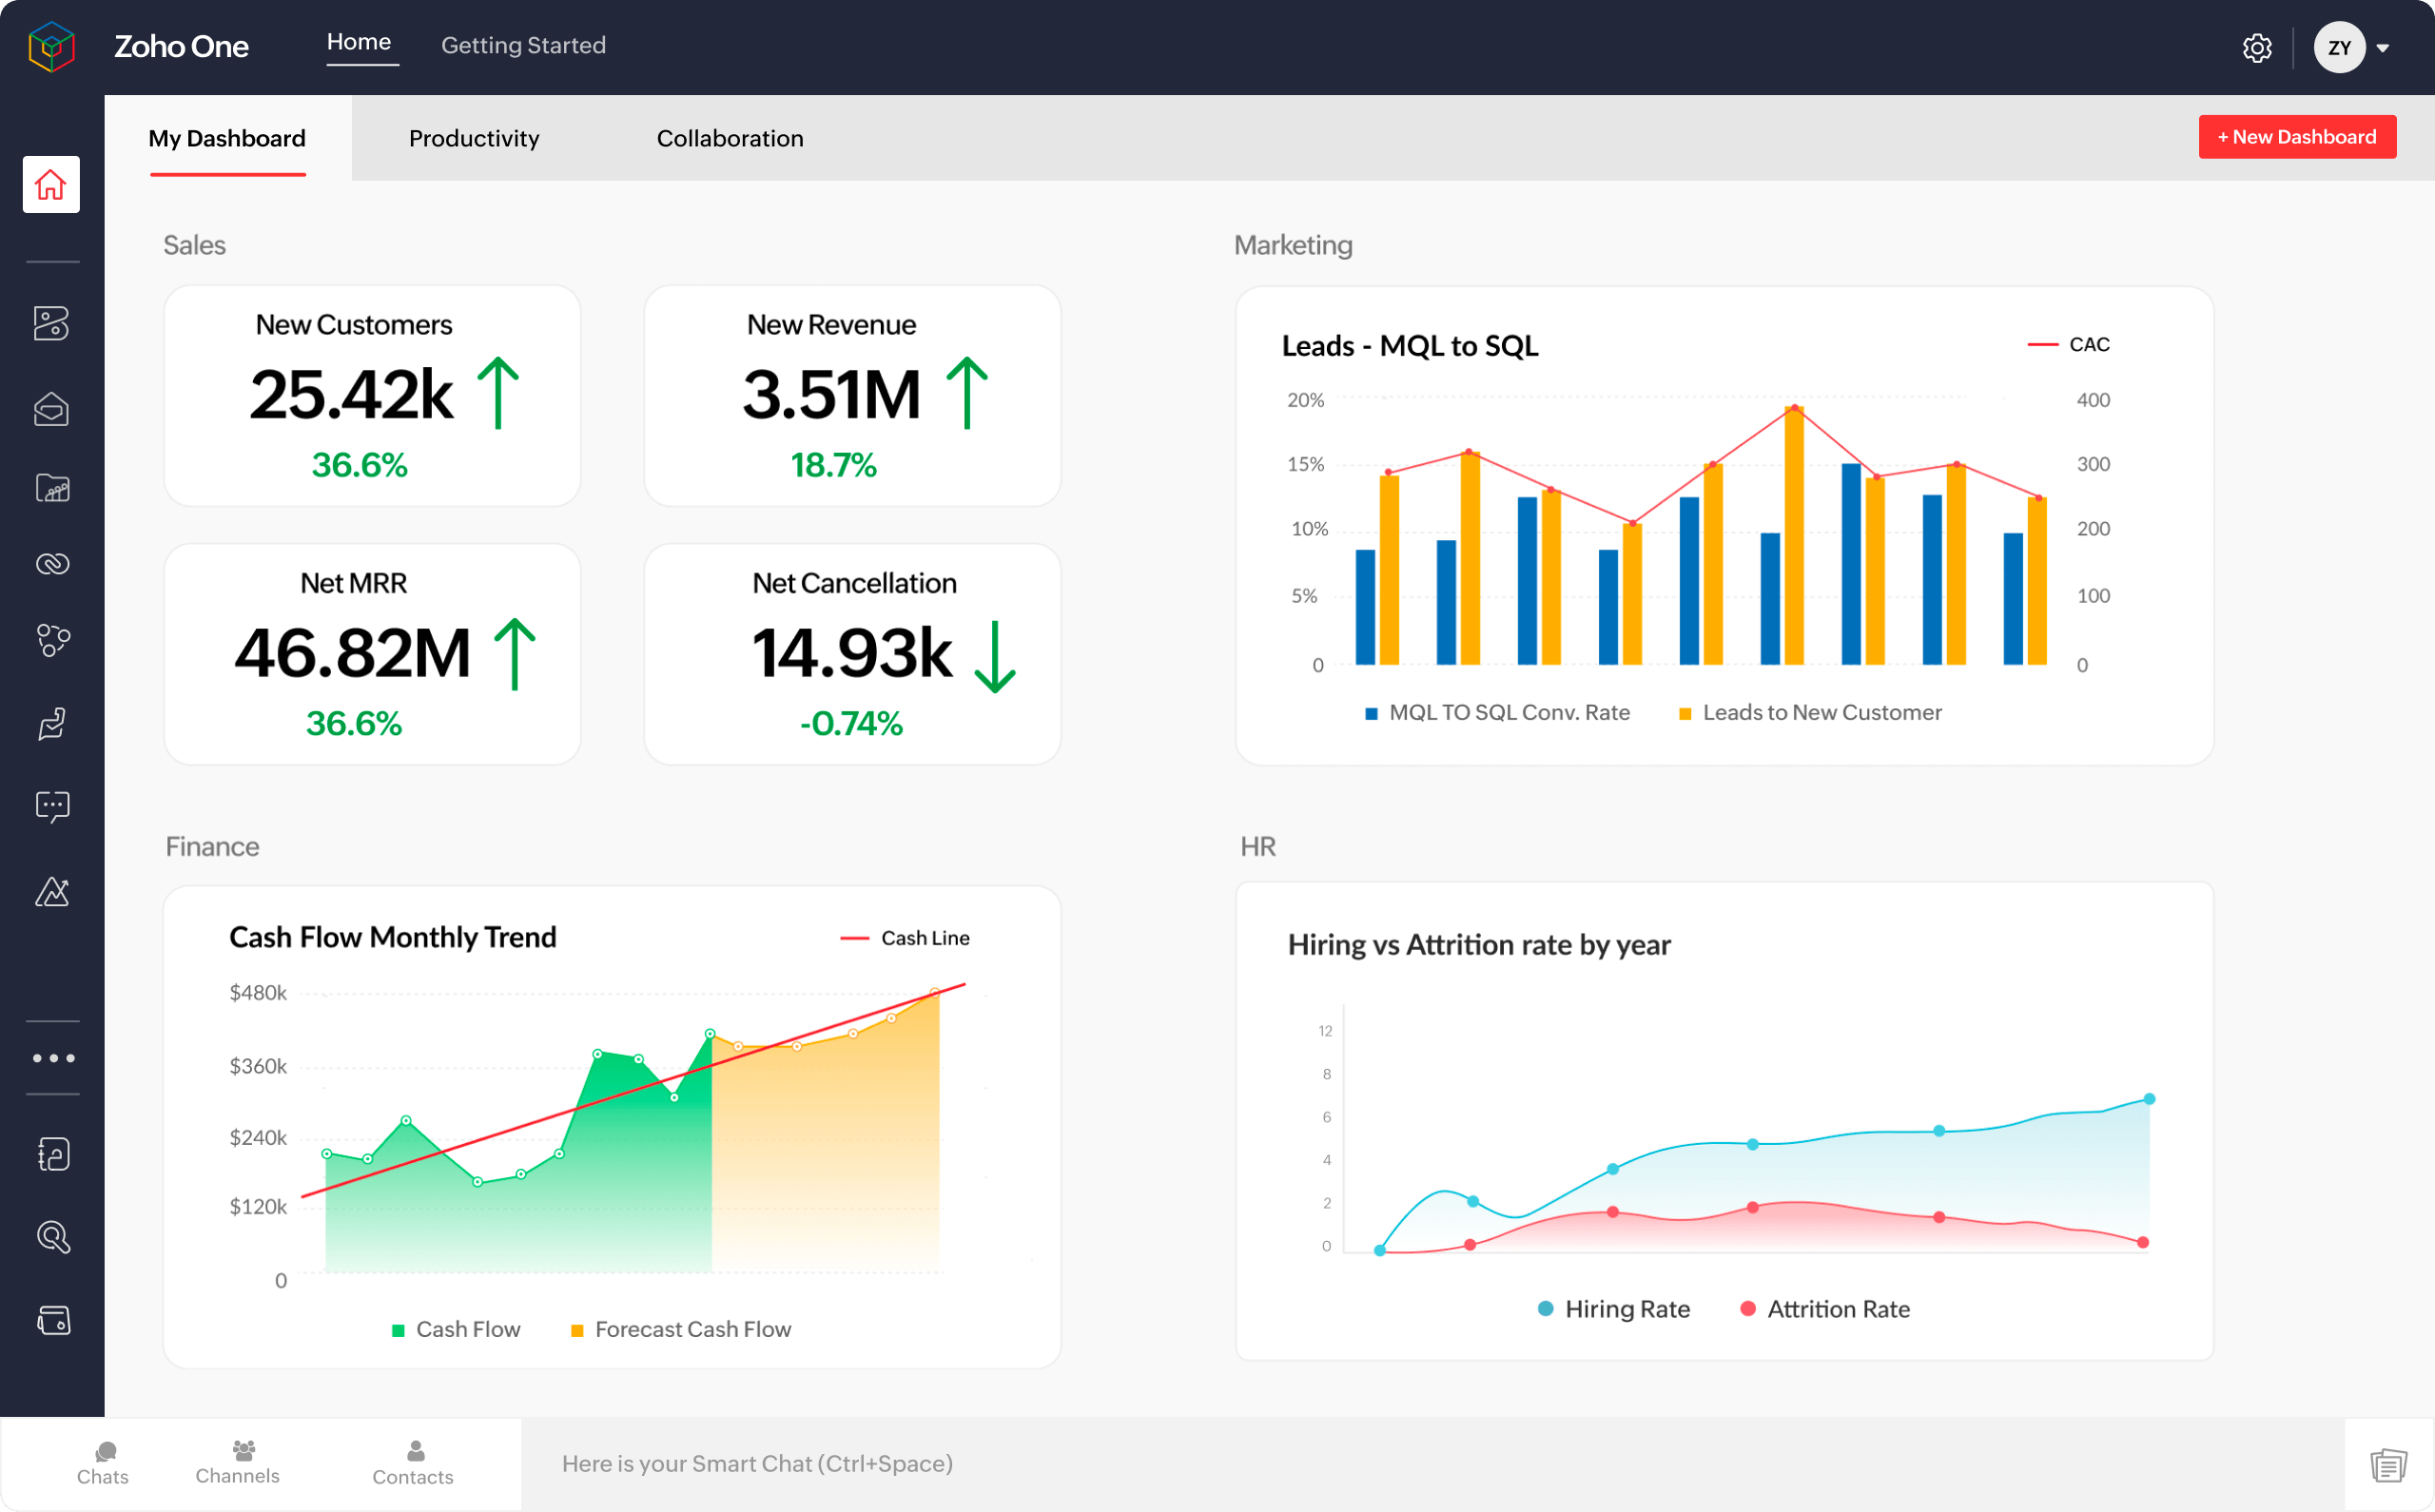 Zoho One
Home
Getting Started
ZY
My Dashboard
Productivity
Collaboration
+ New Dashboard
Sales
New Customers
25.42k
36.6%
New Revenue
3.51M
18.7%
Net MRR
46.82M
36.6%
Net Cancellation
14.93k
-0.74%
Marketing
Leads - MQL to SQL
CAC
20%
15%
10%
5%
0
400
300
200
100
0
MQL TO SQL Conv. Rate
Leads to New Customer
Finance
Cash Flow Monthly Trend
Cash Line
$480k
$360k
$240k
$120k
0
Cash Flow
Forecast Cash Flow
HR
Hiring vs Attrition rate by year
12
8
6
4
2
0
Hiring Rate
Attrition Rate
Chats
Channels
Contacts
Here is your Smart Chat (Ctrl+Space)